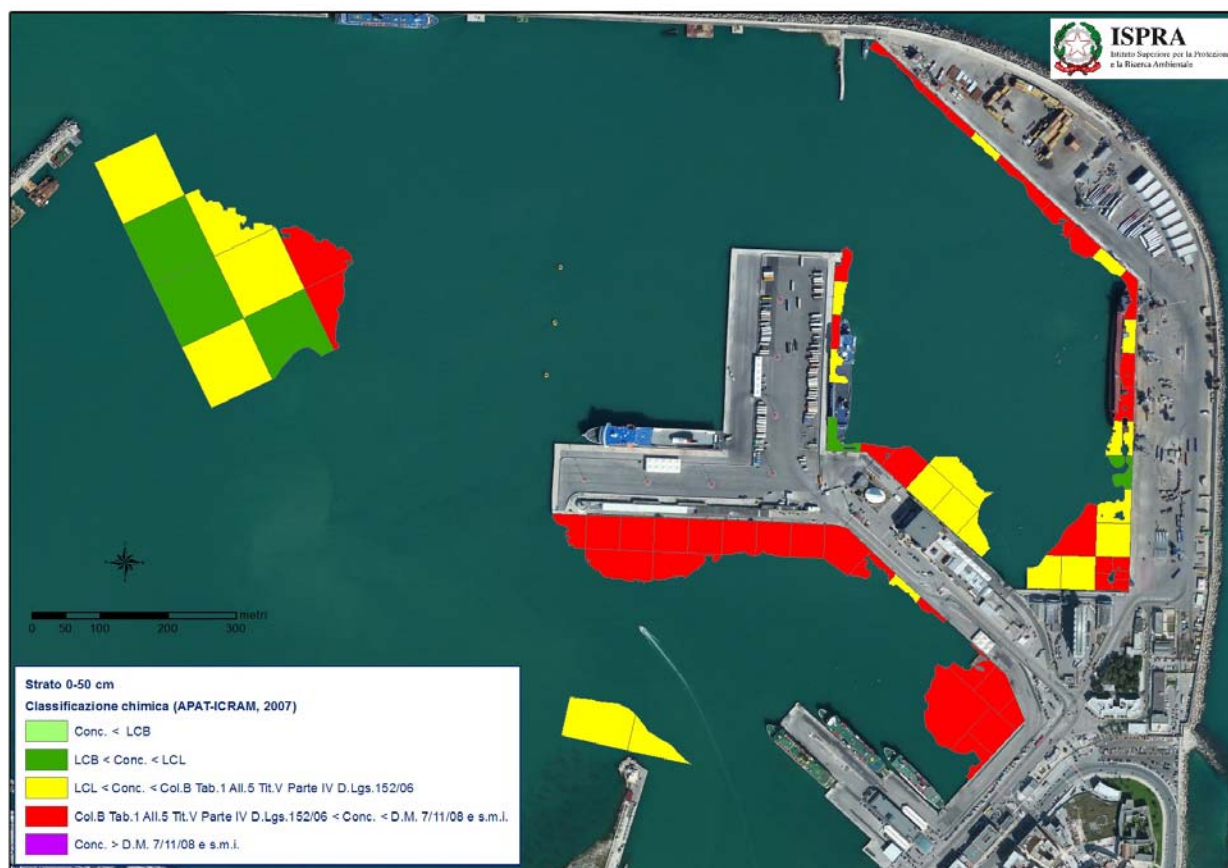 ISPRA
Istituto Superiore per la Protezione
e la Ricerca Ambientale
metri
0 50 100 200 300
Strato 0-50 cm
Classificazione chimica (APAT-ICRAM, 2007)
Conc. < LCB
LCB < Conc. < LCL
LCL < Conc. < Col.B Tab.1 All.5 Tit.V Parte IV D.Lgs.152/06
Col.B Tab.1 All.5 Tit.V Parte IV D.Lgs.152/06 < Conc. < D.M. 7/11/08 e s.m.i.
Conc. > D.M. 7/11/08 e s.m.i.